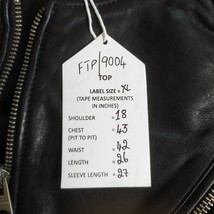 FTP/9004
TOP
LABEL SIZE = XL
(TAPE MEASUREMENTS
IN INCHES)
SHOULDER = 18
CHEST = 43
(PIT TO PIT)
WAIST = 42
LENGTH = 26
SLEEVE LENGTH = 27